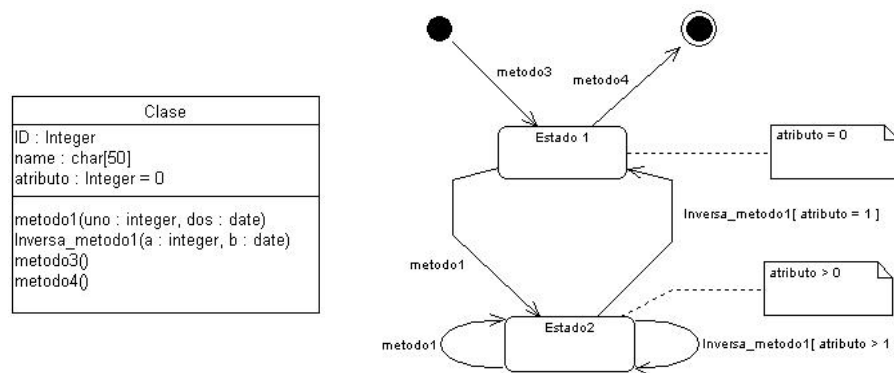 Clase
ID : Integer
name : char[50]
atributo : Integer = 0
metodo1(uno : integer, dos : date)
Inversa_metodo1(a : integer, b : date)
metodo3()
metodo4()
metodo3
metodo4
Estado 1
atributo = 0
Inversa_metodo1[ atributo = 1 ]
metodo1
atributo > 0
Estado2
metodo1
Inversa_metodo1[ atributo > 1